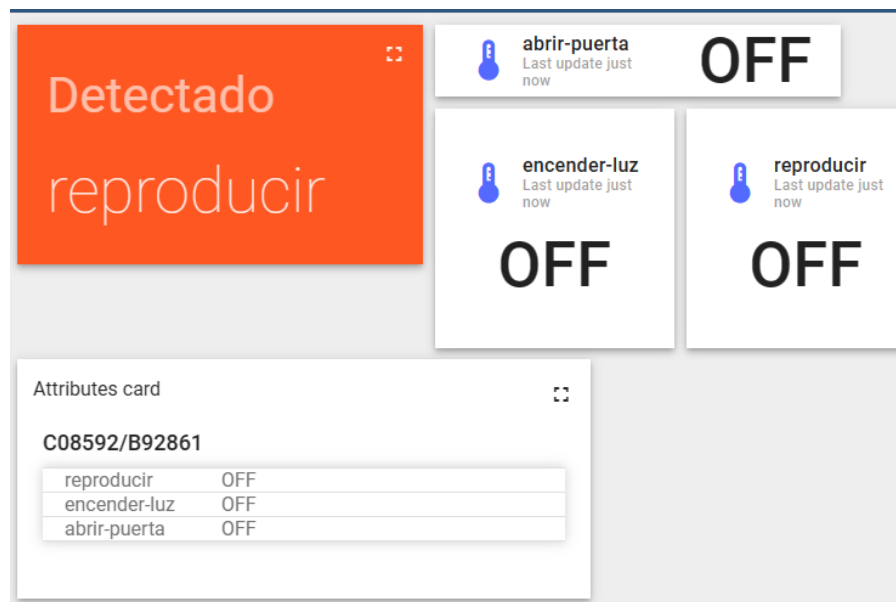 Detectado
reproducir
abrir-puerta
Last update just
now
OFF
encender-luz
Last update just
now
OFF
reproducir
Last update just
now
OFF
Attributes card
C08592/B92861
reproducir OFF
encender-luz OFF
abrir-puerta OFF